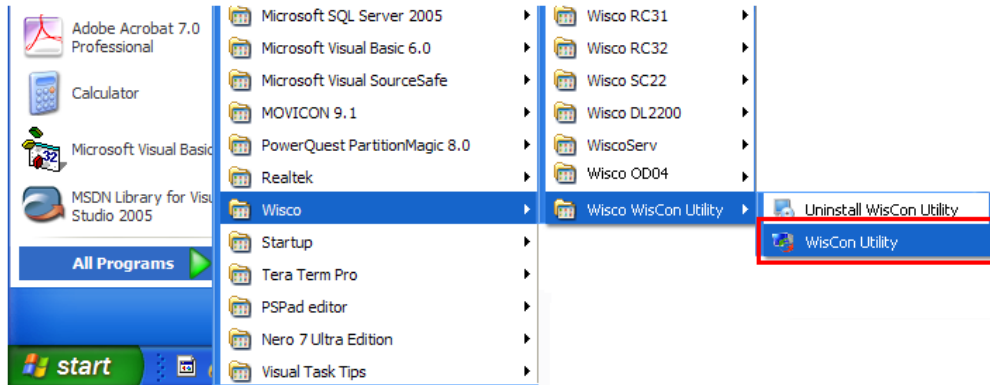 Adobe Acrobat 7.0
Professional
Calculator
Microsoft Visual Basic
MSDN Library for Visu
Studio 2005
All Programs
start
Microsoft SQL Server 2005
Microsoft Visual Basic 6.0
Microsoft Visual SourceSafe
MOVICON 9.1
PowerQuest PartitionMagic 8.0
Realtek
Wisco
Startup
Tera Term Pro
PSPad editor
Nero 7 Ultra Edition
Visual Task Tips
Wisco RC31
Wisco RC32
Wisco SC22
Wisco DL2200
WiscoServ
Wisco OD04
Wisco WisCon Utility
Uninstall WisCon Utility
WisCon Utility